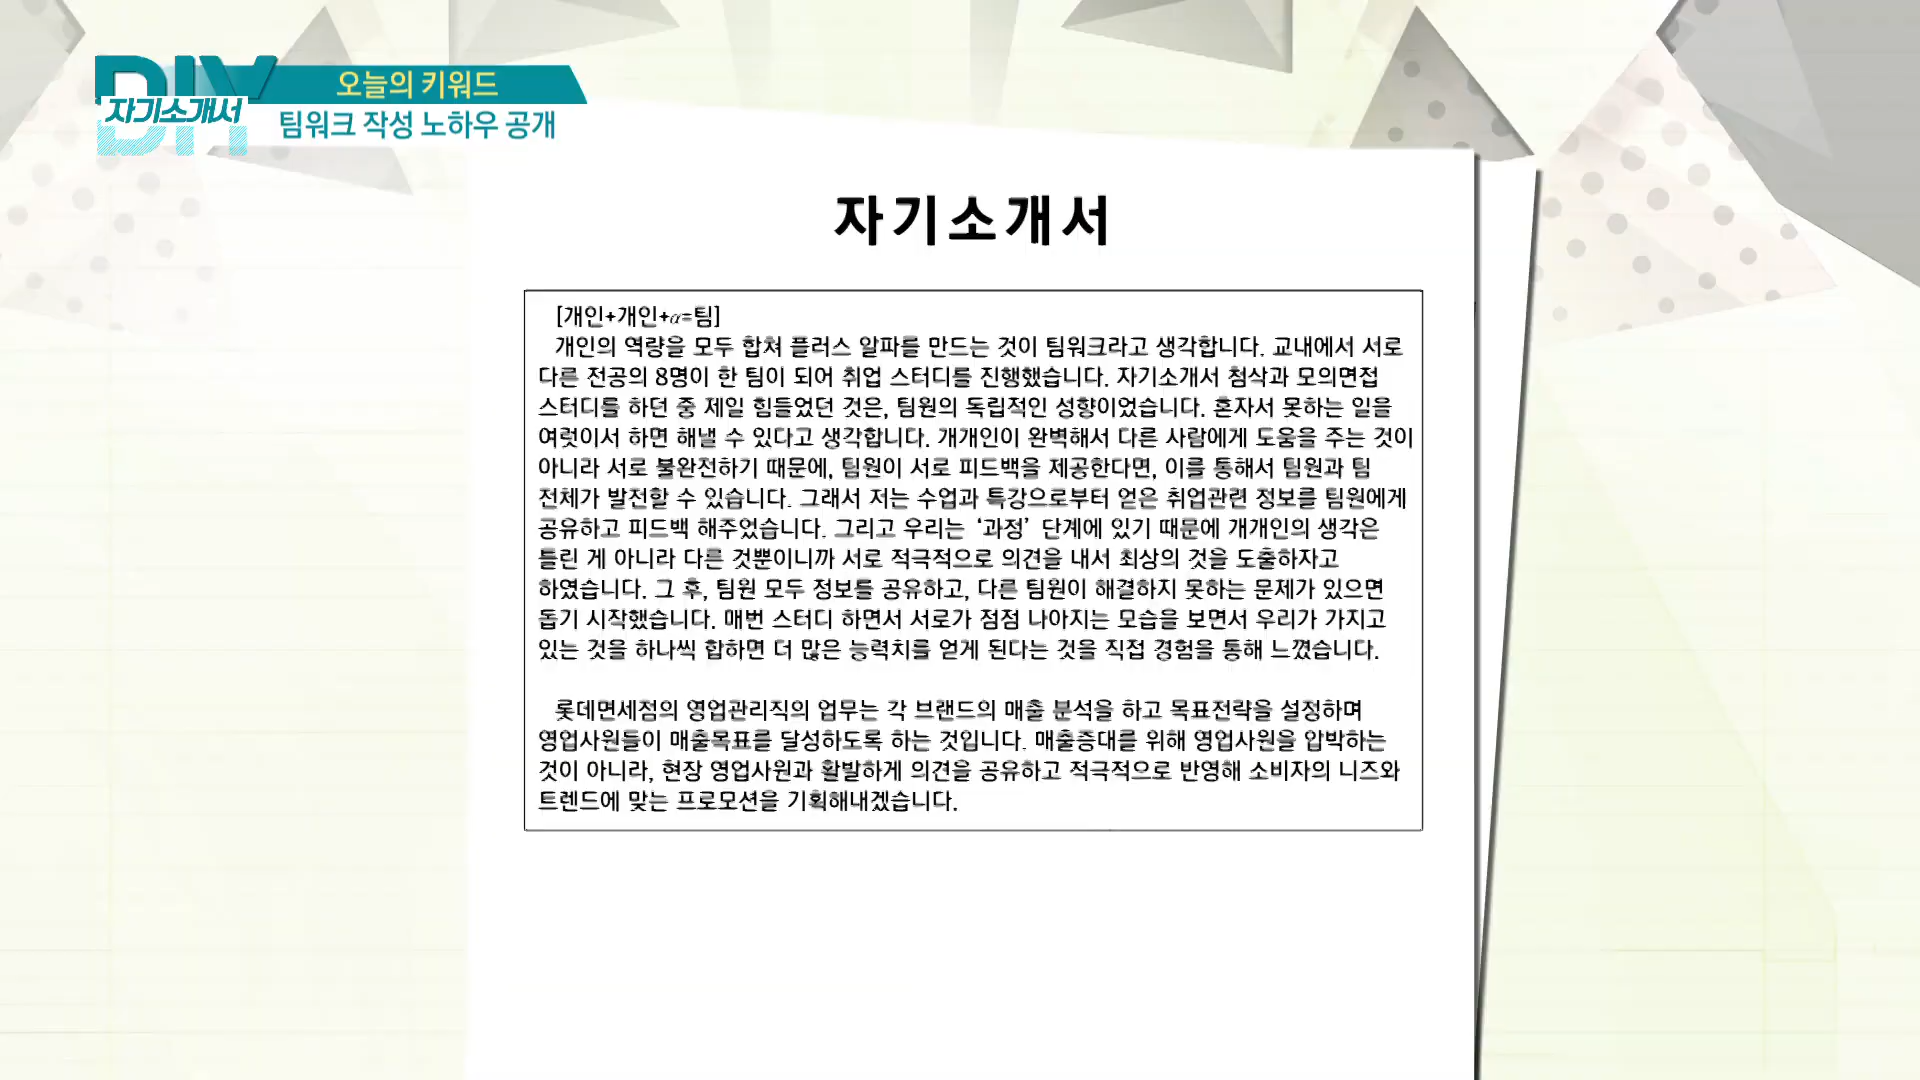 DIY
자기소개서
오늘의 키워드
팀워크 작성 노하우 공개
자기소개서
[개인+개인+α=팀]
개인의 역량을 모두 합쳐 플러스 알파를 만드는 것이 팀워크라고 생각합니다. 교내에서 서로
다른 전공의 8명이 한 팀이 되어 취업 스터디를 진행했습니다. 자기소개서 첨삭과 모의면접
스터디를 하던 중 제일 힘들었던 것은, 팀원의 독립적인 성향이었습니다. 혼자서 못하는 일을
여럿이서 하면 해낼 수 있다고 생각합니다. 개개인이 완벽해서 다른 사람에게 도움을 주는 것이
아니라 서로 불완전하기 때문에, 팀원이 서로 피드백을 제공한다면, 이를 통해서 팀원과 팀
전체가 발전할 수 있습니다. 그래서 저는 수업과 특강으로부터 얻은 취업관련 정보를 팀원에게
공유하고 피드백 해주었습니다. 그리고 우리는 ‘과정’ 단계에 있기 때문에 개개인의 생각은
틀린 게 아니라 다른 것뿐이니까 서로 적극적으로 의견을 내서 최상의 것을 도출하자고
하였습니다. 그 후, 팀원 모두 정보를 공유하고, 다른 팀원이 해결하지 못하는 문제가 있으면
돕기 시작했습니다. 매번 스터디 하면서 서로가 점점 나아지는 모습을 보면서 우리가 가지고
있는 것을 하나씩 합하면 더 많은 능력치를 얻게 된다는 것을 직접 경험을 통해 느꼈습니다.
롯데면세점의 영업관리직의 업무는 각 브랜드의 매출 분석을 하고 목표전략을 설정하며
영업사원들이 매출목표를 달성하도록 하는 것입니다. 매출증대를 위해 영업사원을 압박하는
것이 아니라, 현장 영업사원과 활발하게 의견을 공유하고 적극적으로 반영해 소비자의 니즈와
트렌드에 맞는 프로모션을 기획해내겠습니다.